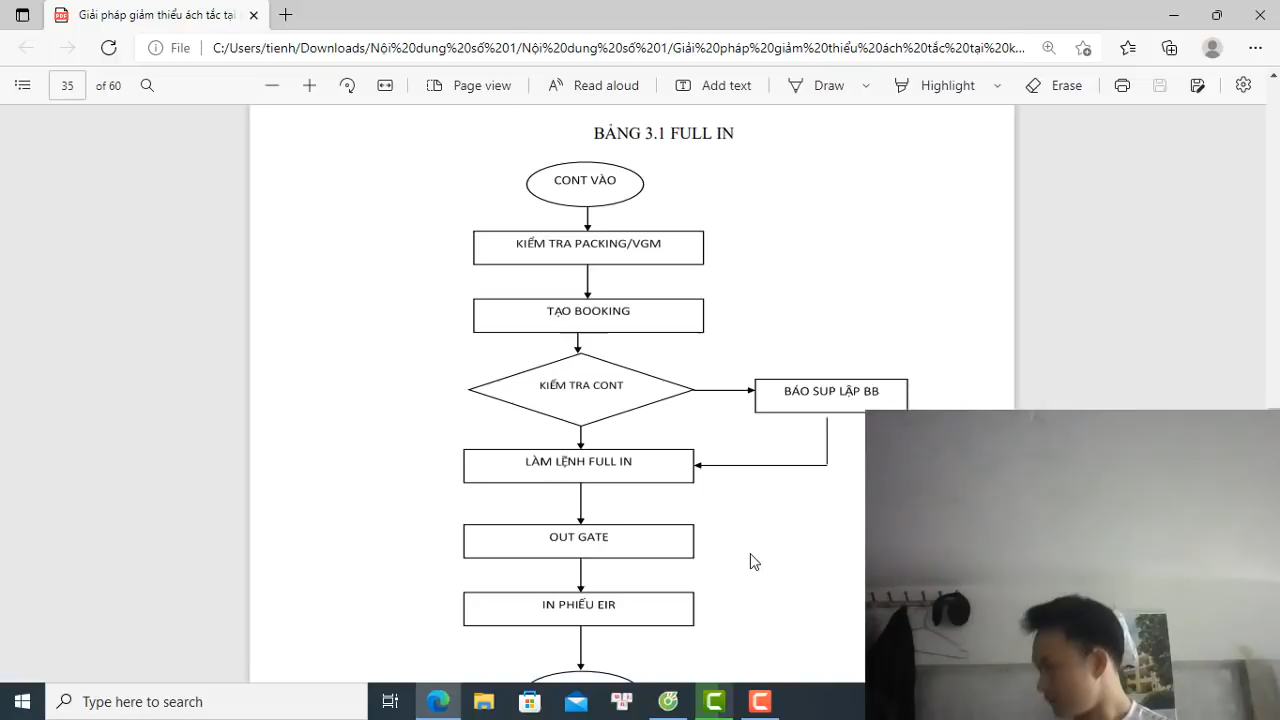 Giải pháp giảm thiểu ách tắc tại
File
C:/Users/tienh/Downloads/Nội%20dung%20số%201/Nội%20dung%20số%201/Giải%20pháp%20giảm%20thiểu%20ách%20tắc%20tại%20k...
35 of 60
Page view
Read aloud
Add text
Draw
Highlight
Erase
BẢNG 3.1 FULL IN
CONT VÀO
KIỂM TRA PACKING/VGM
TẠO BOOKING
KIỂM TRA CONT
BÁO SUP LẬP BB
LÀM LỆNH FULL IN
OUT GATE
IN PHIẾU EIR
Type here to search